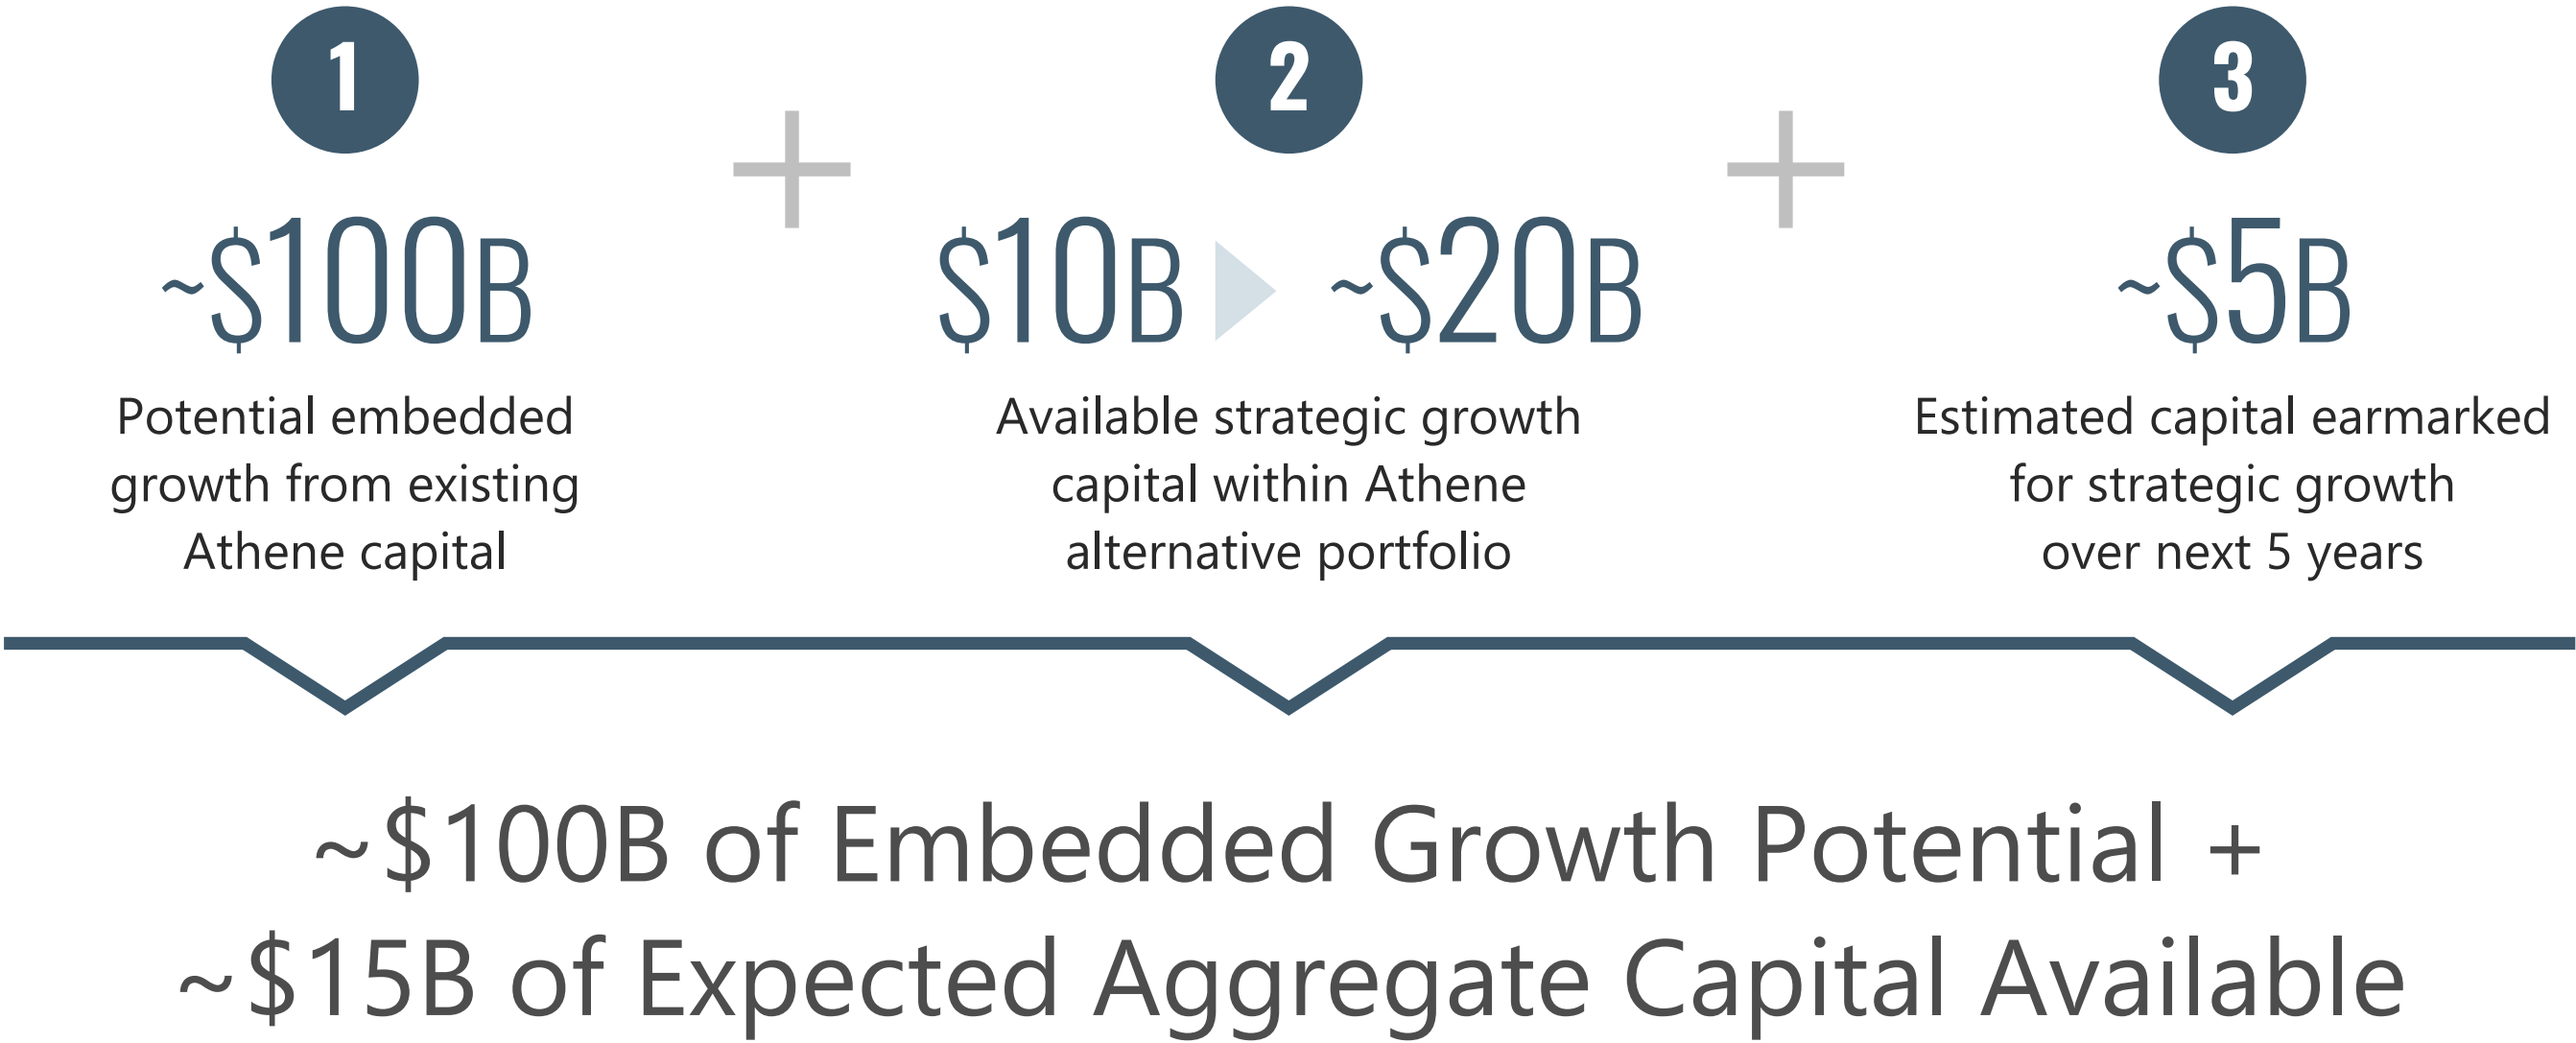 1
~$100B
Potential embedded
growth from existing
Athene capital
+
2
$10B ~$20B
Available strategic growth
capital within Athene
alternative portfolio
+
3
~$5B
Estimated capital earmarked
for strategic growth
over next 5 years
~$100B of Embedded Growth Potential +
~$15B of Expected Aggregate Capital Available